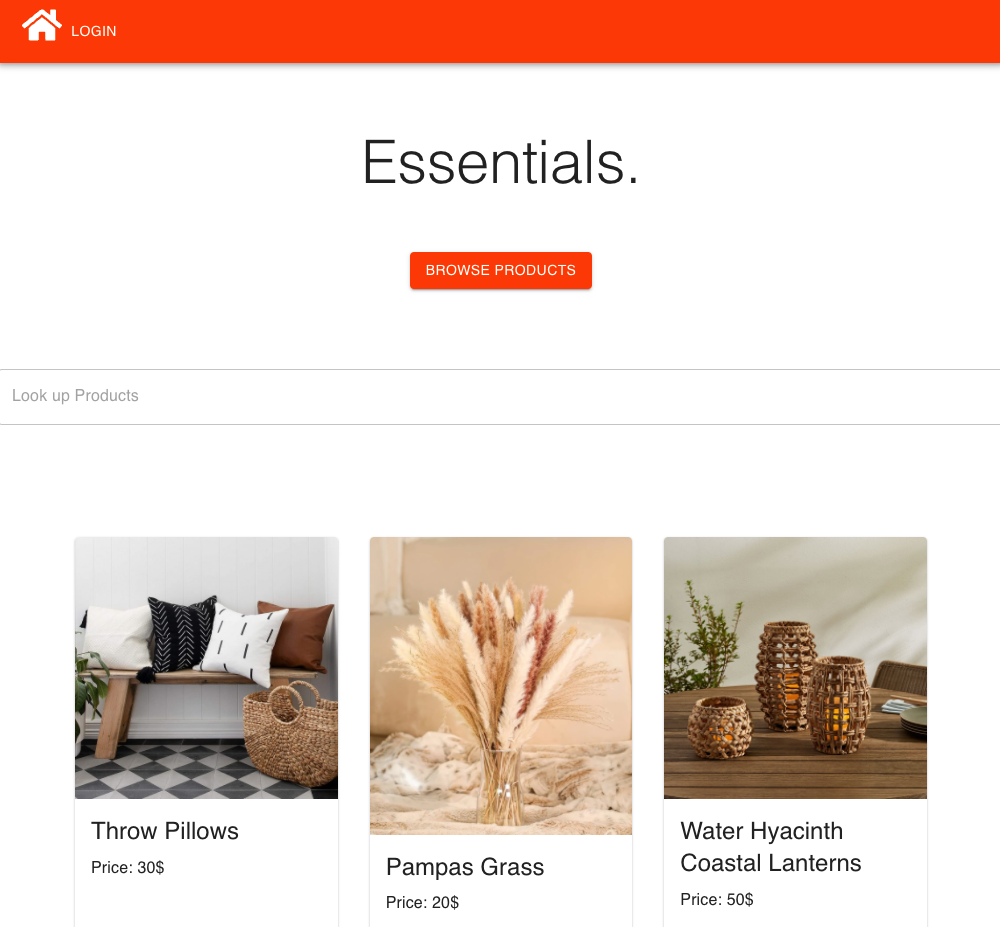 LOGIN
Essentials.
BROWSE PRODUCTS
Look up Products
Throw Pillows
Price: 30$
Pampas Grass
Price: 20$
Water Hyacinth
Coastal Lanterns
Price: 50$